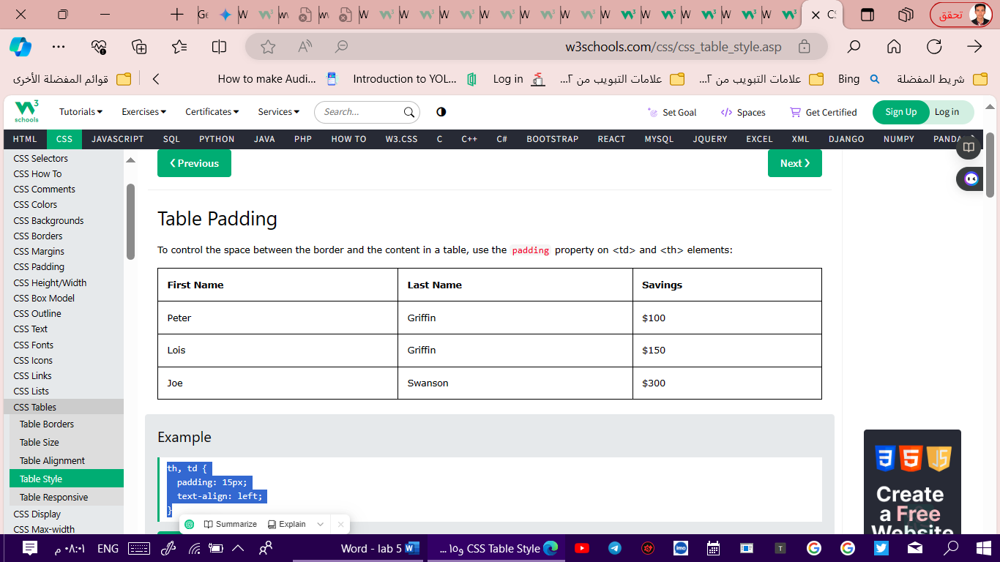 Ge
W
W
w
w
W
W
W
W
W
W
W
W
W
W
W
W
CS
تحقق
w3schools.com/css/css_table_style.asp
قوائم المفضلة الأخرى
How to make Audi...
Introduction to YOL...
Log in
علامات التبويب من ٢...
علامات التبويب من ٢...
Bing
شريط المفضلة
W3 schools
Tutorials
Exercises
Certificates
Services
Search...
Set Goal
Spaces
Get Certified
Sign Up
Log in
HTML CSS JAVASCRIPT SQL PYTHON JAVA PHP HOW TO W3.CSS C C++ C# BOOTSTRAP REACT MYSQL JQUERY EXCEL XML DJANGO NUMPY PANDA
CSS Selectors
CSS How To
CSS Comments
CSS Colors
CSS Backgrounds
CSS Borders
CSS Margins
CSS Padding
CSS Height/Width
CSS Box Model
CSS Outline
CSS Text
CSS Fonts
CSS Icons
CSS Links
CSS Lists
CSS Tables
Table Borders
Table Size
Table Alignment
Table Style
Table Responsive
CSS Display
CSS Max-width
❮ Previous
Next ❯
Table Padding
To control the space between the border and the content in a table, use the padding property on <td> and <th> elements:
First Name Last Name Savings
Peter Griffin $100
Lois Griffin $150
Joe Swanson $300
Example
th, td {
padding: 15px;
text-align: left;
}
Summarize
Explain
3 5 JS
Create
a Free
Website
٠٨:٠١ م
ENG
Word - lab 5
CSS Table Style و١٥ ...
imo
T